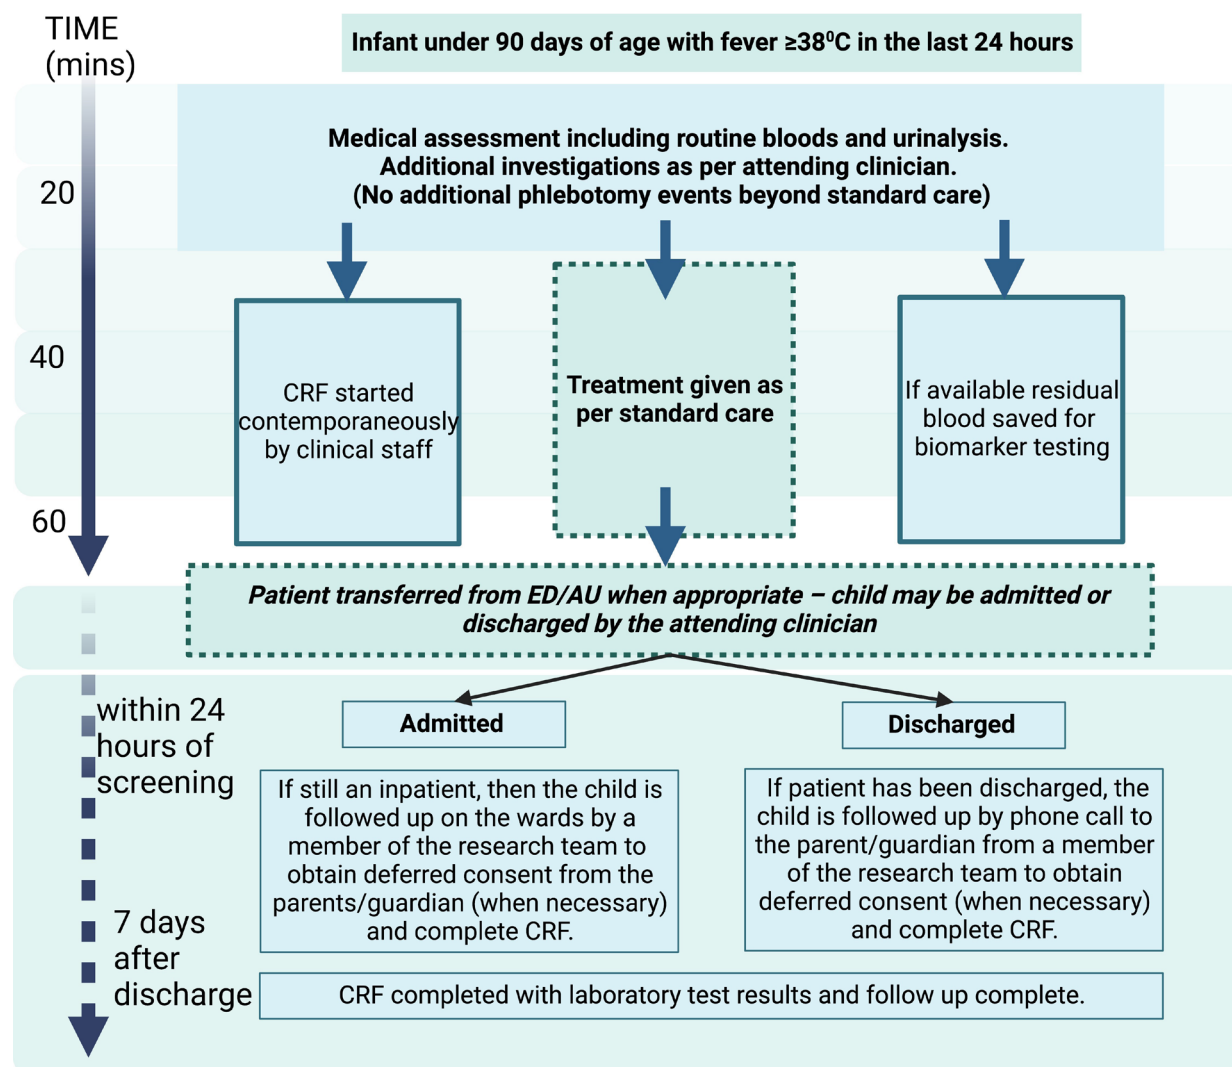 TIME
(mins)
Infant under 90 days of age with fever ≥38⁰C in the last 24 hours
Medical assessment including routine bloods and urinalysis.
Additional investigations as per attending clinician.
(No additional phlebotomy events beyond standard care)
20
40
60
CRF started
contemporaneously
by clinical staff
Treatment given as
per standard care
If available residual
blood saved for
biomarker testing
Patient transferred from ED/AU when appropriate – child may be admitted or
discharged by the attending clinician
within 24
hours of
screening
Admitted
If still an inpatient, then the child is
followed up on the wards by a
member of the research team to
obtain deferred consent from the
parents/guardian (when necessary)
and complete CRF.
Discharged
If patient has been discharged, the
child is followed up by phone call to
the parent/guardian from a member
of the research team to obtain
deferred consent (when necessary)
and complete CRF.
7 days
after
discharge
CRF completed with laboratory test results and follow up complete.